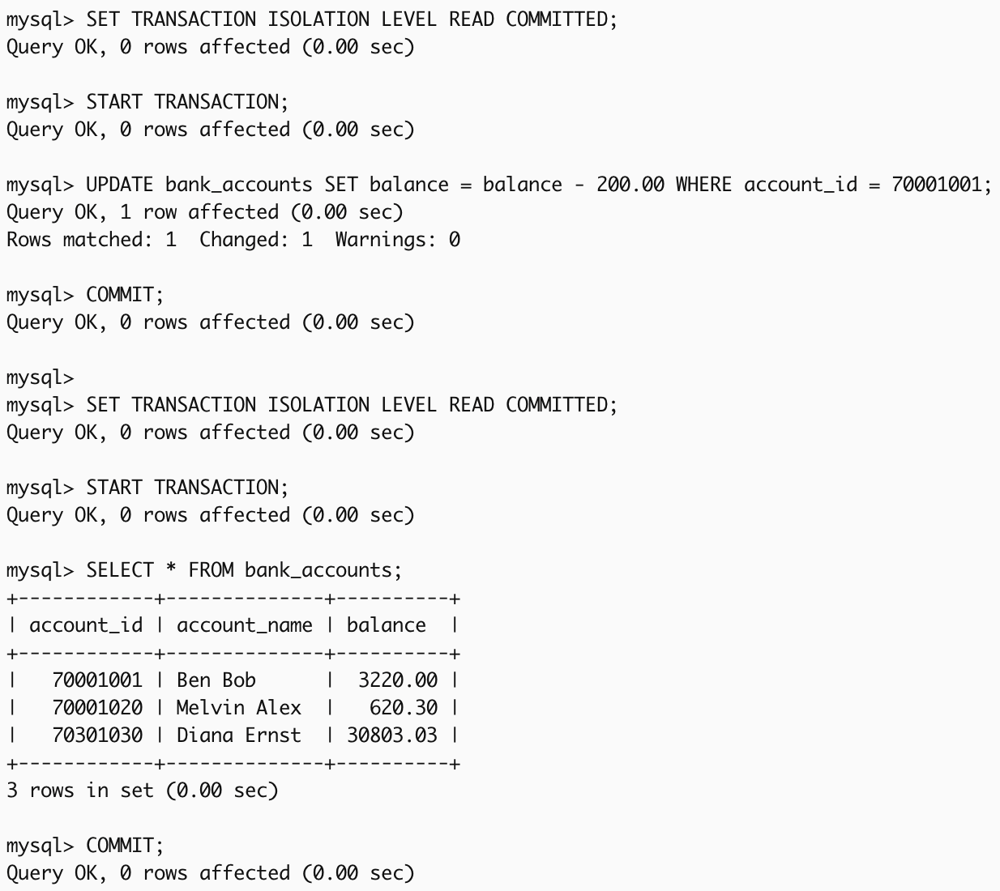 mysql> SET TRANSACTION ISOLATION LEVEL READ COMMITTED;
Query OK, 0 rows affected (0.00 sec)
mysql> START TRANSACTION;
Query OK, 0 rows affected (0.00 sec)
mysql> UPDATE bank_accounts SET balance = balance - 200.00 WHERE account_id = 70001001;
Query OK, 1 row affected (0.00 sec)
Rows matched: 1  Changed: 1  Warnings: 0
mysql> COMMIT;
Query OK, 0 rows affected (0.00 sec)
mysql>
mysql> SET TRANSACTION ISOLATION LEVEL READ COMMITTED;
Query OK, 0 rows affected (0.00 sec)
mysql> START TRANSACTION;
Query OK, 0 rows affected (0.00 sec)
mysql> SELECT * FROM bank_accounts;
+------------+--------------+----------+
| account_id | account_name | balance  |
+------------+--------------+----------+
|   70001001 | Ben Bob      |  3220.00 |
|   70001020 | Melvin Alex  |   620.30 |
|   70301030 | Diana Ernst  | 30803.03 |
+------------+--------------+----------+
3 rows in set (0.00 sec)
mysql> COMMIT;
Query OK, 0 rows affected (0.00 sec)